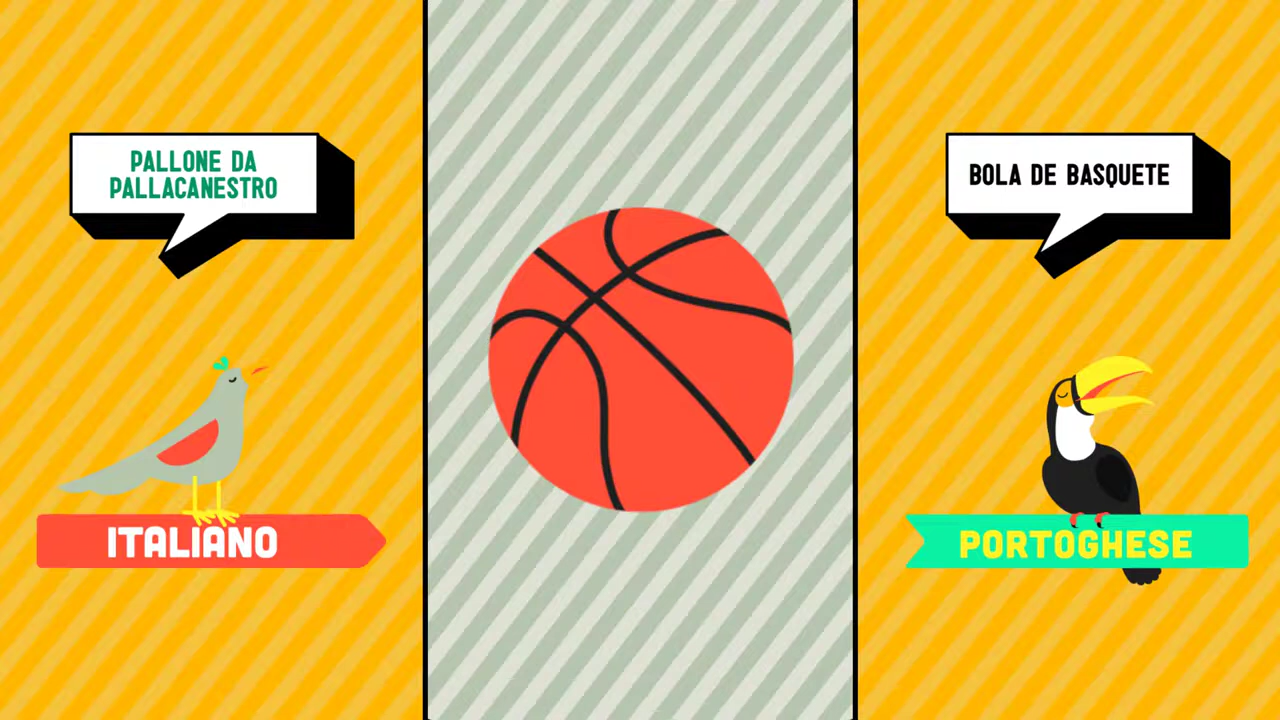 PALLONE DA
PALLACANESTRO
BOLA DE BASQUETE
ITALIANO
PORTOGHESE